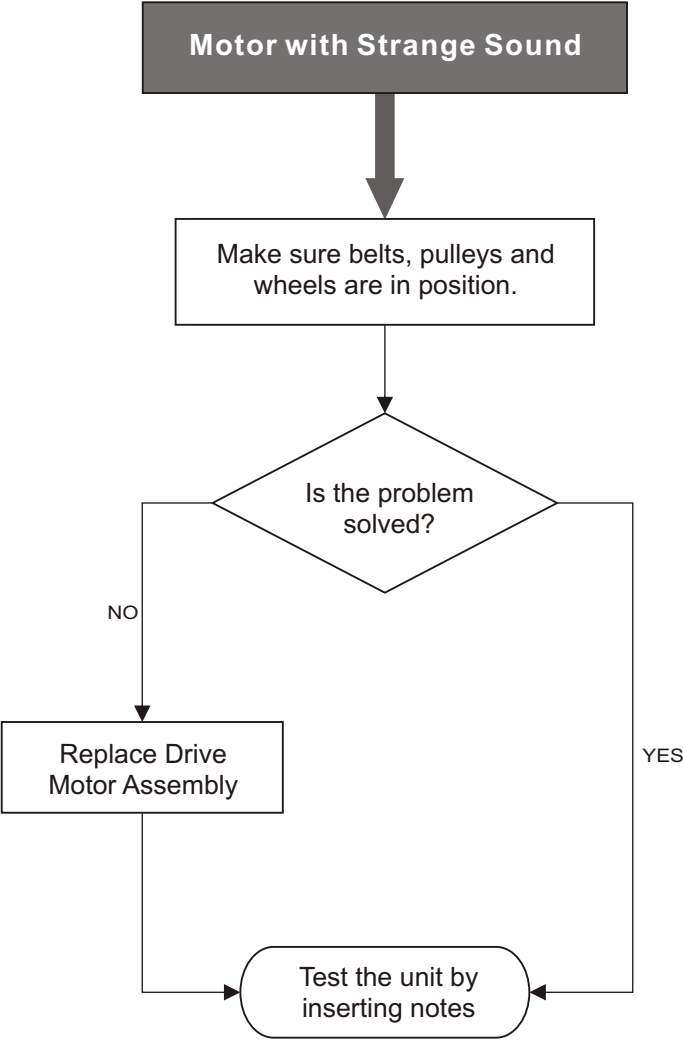 Motor with Strange Sound
Make sure belts, pulleys and
wheels are in position.
Is the problem
solved?
NO
Replace Drive
Motor Assembly
YES
Test the unit by
inserting notes